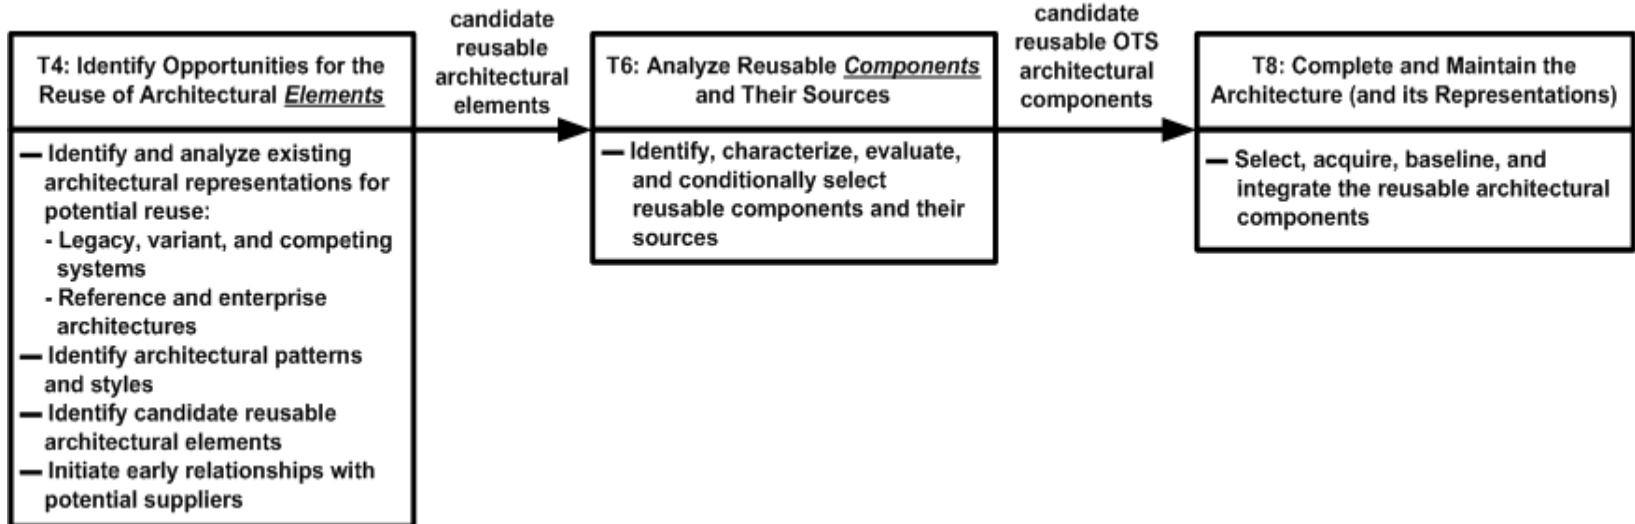 T4: Identify Opportunities for the
Reuse of Architectural Elements
— Identify and analyze existing
architectural representations for
potential reuse:
- Legacy, variant, and competing
systems
- Reference and enterprise
architectures
— Identify architectural patterns
and styles
— Identify candidate reusable
architectural elements
— Initiate early relationships with
potential suppliers
candidate
reusable
architectural
elements
T6: Analyze Reusable Components
and Their Sources
— Identify, characterize, evaluate,
and conditionally select
reusable components and their
sources
candidate
reusable OTS
architectural
components
T8: Complete and Maintain the
Architecture (and its Representations)
— Select, acquire, baseline, and
integrate the reusable architectural
components